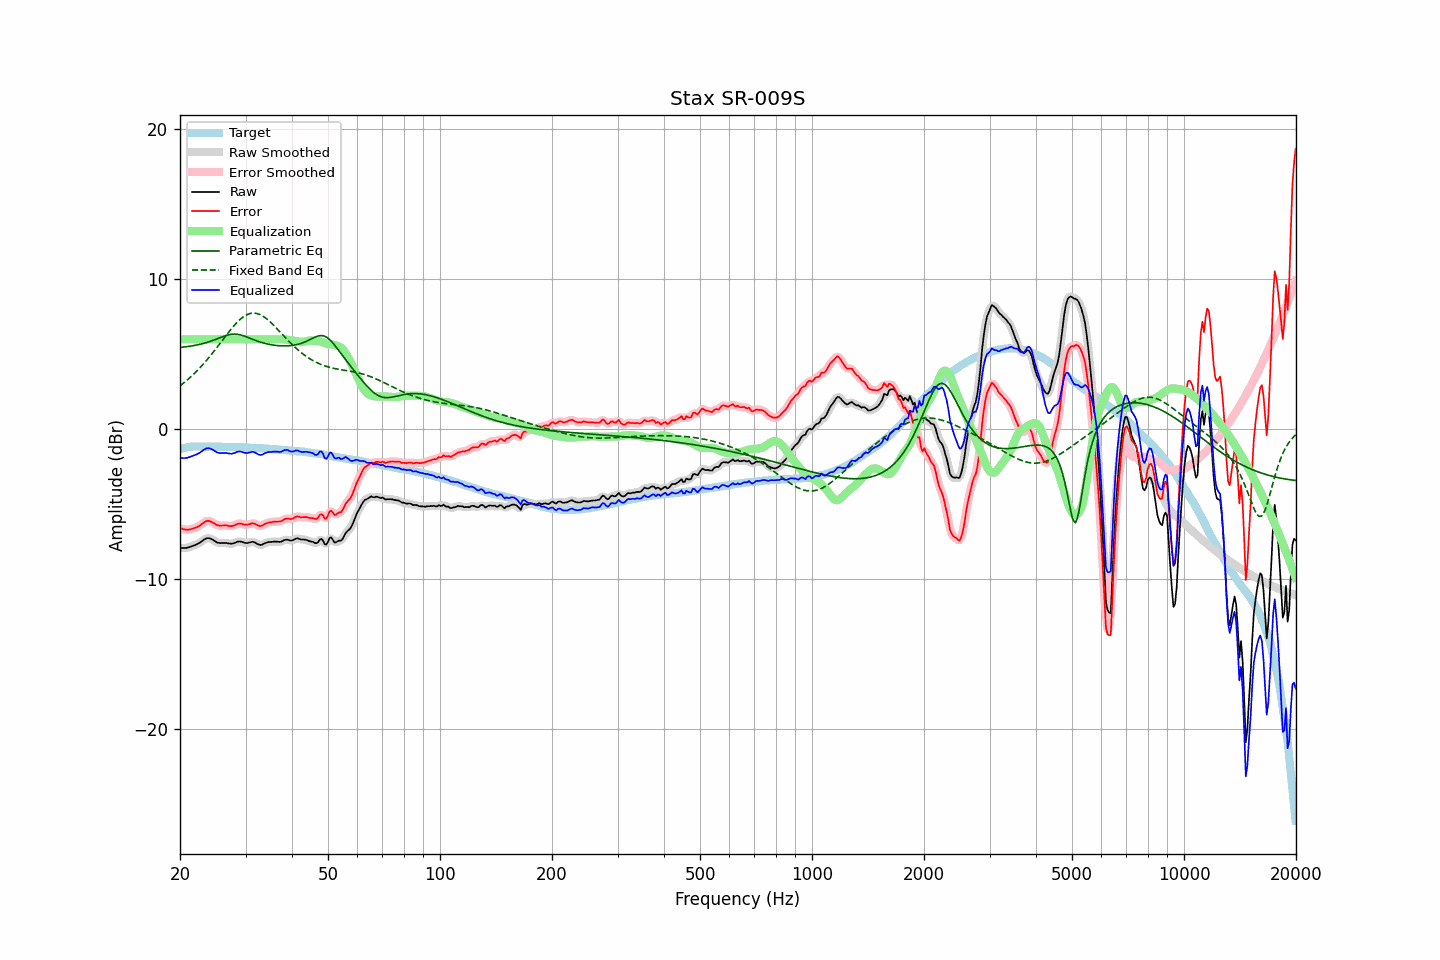 Stax SR-009S
Target
Raw Smoothed
Error Smoothed
Raw
Error
Equalization
Parametric Eq
Fixed Band Eq
Equalized
20
10
0
−10
−20
Amplitude (dBr)
20
50
100
200
500
1000
2000
5000
10000
20000
Frequency (Hz)